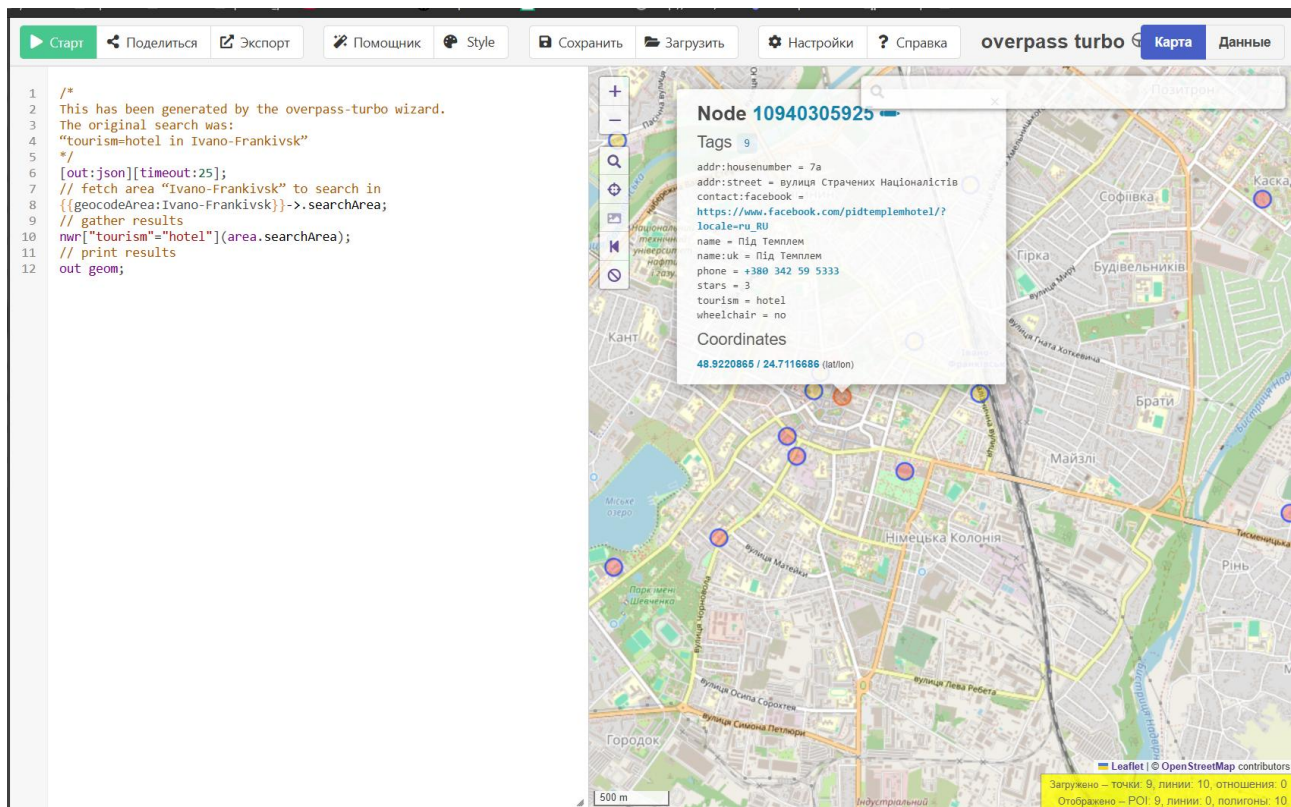 Старт
Поделиться
Экспорт
Помощник
Style
Сохранить
Загрузить
Настройки
? Справка
overpass turbo
Карта
Данные
1 /*
2 This has been generated by the overpass-turbo wizard.
3 The original search was:
4 “tourism=hotel in Ivano-Frankivsk”
5 */
6 [out:json][timeout:25];
7 // fetch area “Ivano-Frankivsk” to search in
8 {{geocodeArea:Ivano-Frankivsk}}->.searchArea;
9 // gather results
10 nwr["tourism"="hotel"](area.searchArea);
11 // print results
12 out geom;
+
−
Node 10940305925
×
Tags 9
addr:housenumber = 7a
addr:street = вулиця Страчених Націоналістів
contact:facebook =
https://www.facebook.com/pidtemplemhotel/?
locale=ru_RU
name = Під Темплем
name:uk = Під Темплем
phone = +380 342 59 5333
stars = 3
tourism = hotel
wheelchair = no
Coordinates
48.9220865 / 24.7116686 (lat/lon)
Позитрон
Каска
Софіївка
Гірка
Будівельників
вулиця Миру
вулиця Гната Хоткевича
Кант
Брати
Майзлі
Міське
озеро
Німецька Колонія
Тисменицька
Рінь
вулиця Матейки
Парк імені
Шевченка
вулиця Чорновола
вулиця Лева Ребета
вулиця Осипа Сорохтея
вулиця Симона Петлюри
Городок
Індустріальний
500 m
Leaflet | © OpenStreetMap contributors
Загружено – точки: 9, линии: 10, отношения: 0
Отображено – POI: 9, линии: 0, полигоны: 10